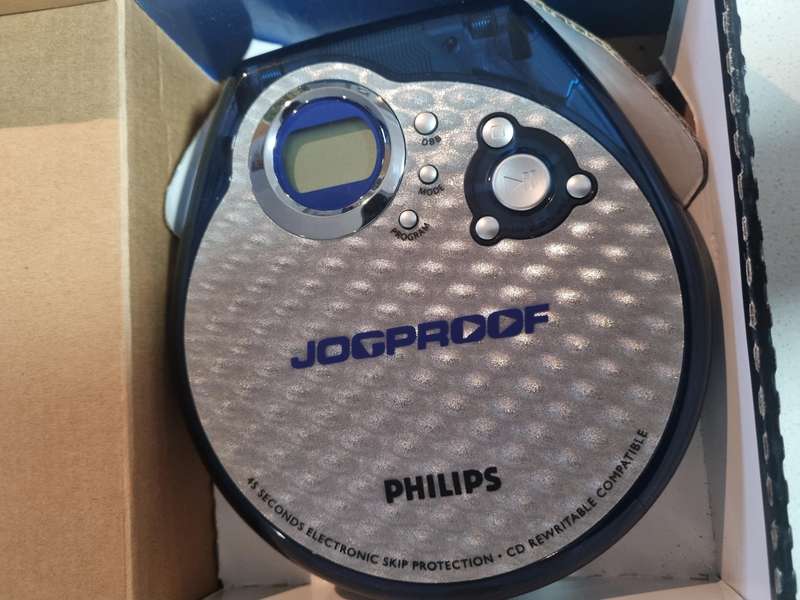 DBB
MODE
PROGRAM
JOGPROOF
PHILIPS
45 SECONDS ELECTRONIC SKIP PROTECTION • CD REWRITABLE COMPATIBLE